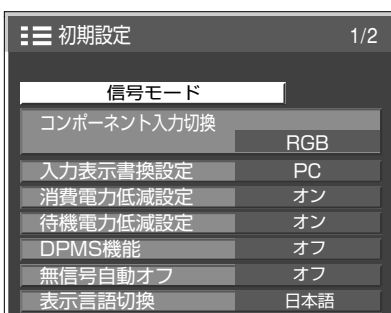 初期設定 1/2
信号モード
コンポーネント入力切換
RGB
入力表示書換設定 PC
消費電力低減設定 オン
待機電力低減設定 オン
DPMS機能 オフ
無信号自動オフ オフ
表示言語切換 日本語